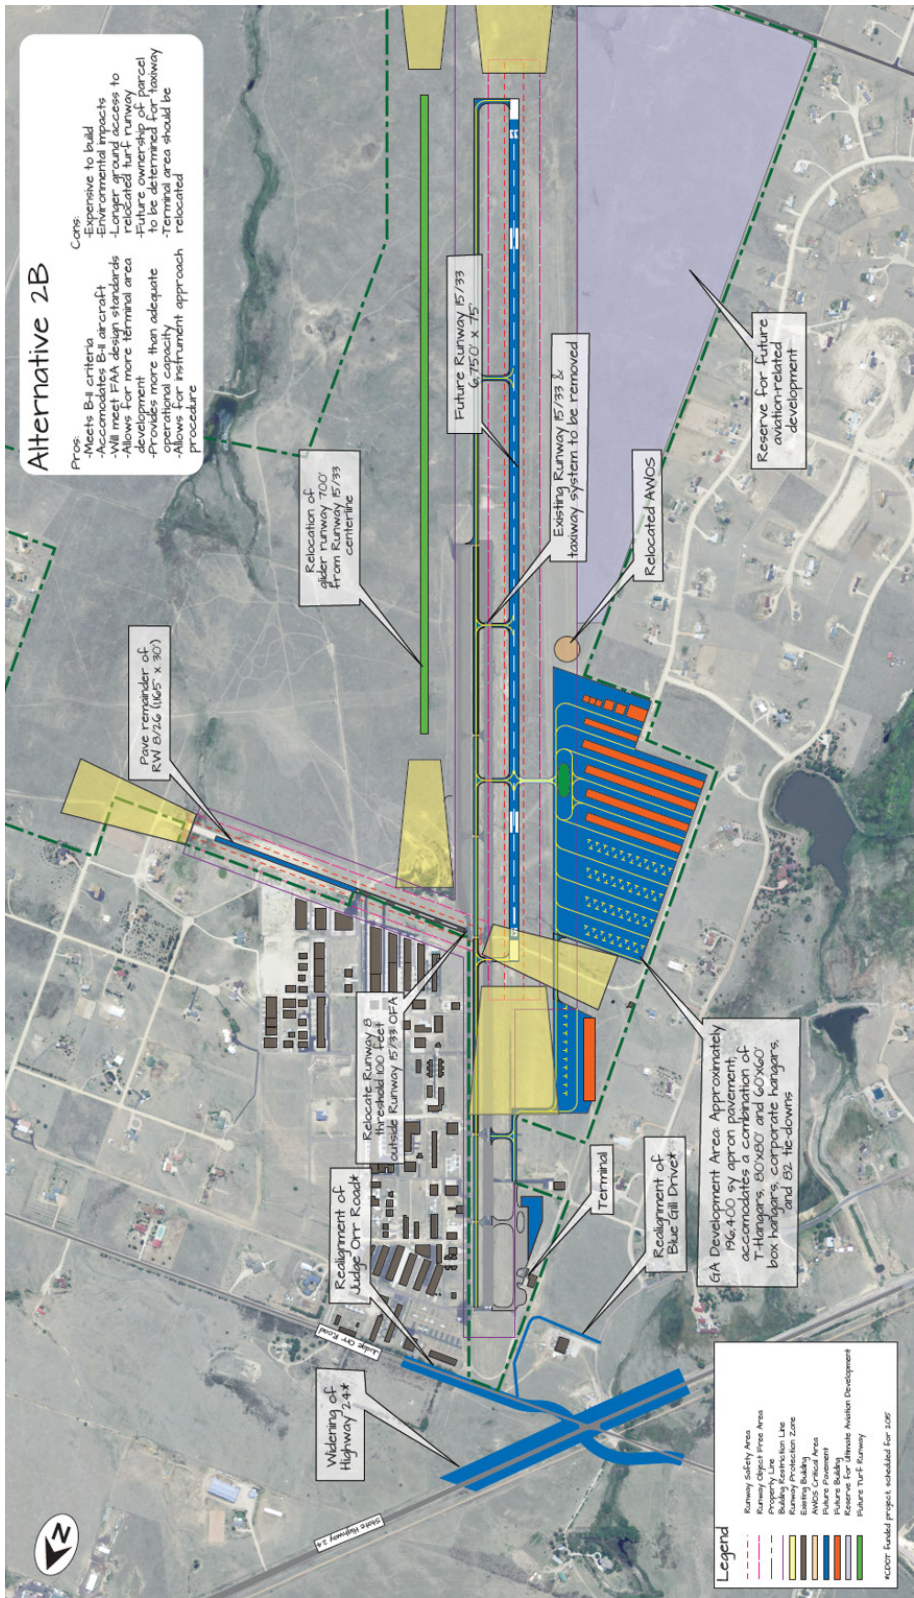 Alternative 2B
Pros:
-Meets B-II criteria
-Accomodates B-II aircraft
-Will meet FAA design standards
-Allows for more terminal area
development
-Provides more than adequate
operational capacity
-Allows for instrument approach
procedure
Cons:
-Expensive to build
-Environmental impacts
-Longer ground access to
relocated turf runway
-Future ownership of parcel
to be determined for taxiway
-Terminal area should be
relocated
Pave remainder of
RW 8/26 (1,165' x 30')
Relocation of
glider runway 700'
from Runway 15/33
centerline
Future Runway 15/33
6,750' x 75'
Existing Runway 15/33 &
taxiway system to be removed
Relocated AWOS
Reserve for future
aviation-related
development
33
15
Relocate Runway 8
threshold 100 feet
outside Runway 15/33 OFA
Realignment of
Judge Orr Road*
Judge Orr Road
Widening of
Highway 24*
State Highway 24
Terminal
Realignment of
Blue Gill Drive*
GA Development Area: Approximately
196,400 sy apron pavement,
accomodates a combination of
T-Hangars, 80'x80' and 60'x60'
box hangars, corporate hangars,
and 82 tie-downs
N
Legend
Runway Safety Area
Runway Object Free Area
Property Line
Building Restriction Line
Runway Protection Zone
Existing Building
AWOS Critical Area
Future Pavement
Future Building
Reserve for Ultimate Aviation Development
Future Turf Runway
*CDOT funded project, scheduled for 2015